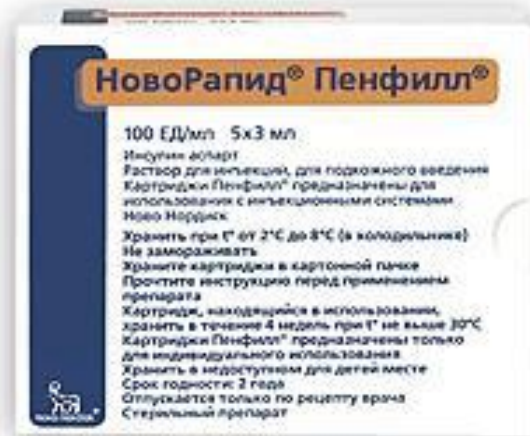 НовоРапид® Пенфилл®
100 ЕД/мл 5x3 мл
Инсулин аспарт
Раствор для инъекций, для подкожного введения
Картриджи Пенфилл® предназначены для
использования с инъекционными системами
Ново Нордиск
Хранить при t° от 2°C до 8°C (в холодильнике)
Не замораживать
Храните картриджи в картонной пачке
Прочтите инструкцию перед применением
препарата
Картридж, находящийся в использовании,
хранить в течение 4 недель при t° не выше 30°C
Картриджи Пенфилл® предназначены только
для индивидуального использования
Хранить в недоступном для детей месте
Срок годности: 2 года
Отпускается только по рецепту врача
Стерильный препарат